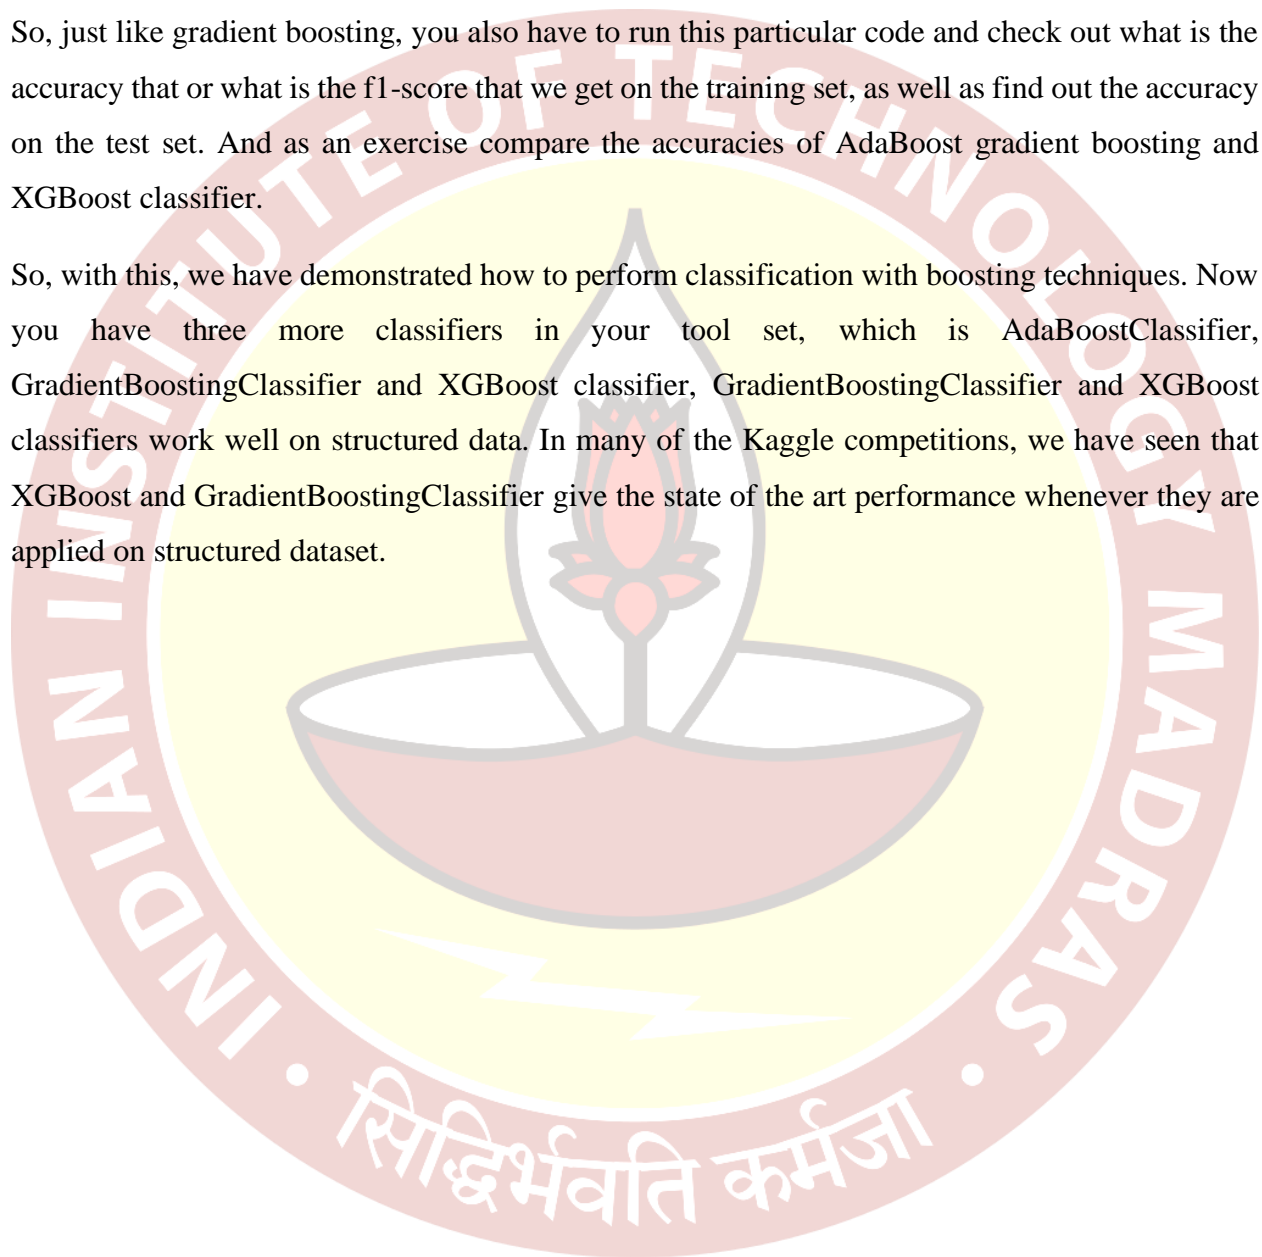 So, just like gradient boosting, you also have to run this particular code and check out what is the
accuracy that or what is the f1-score that we get on the training set, as well as find out the accuracy
on the test set. And as an exercise compare the accuracies of AdaBoost gradient boosting and
XGBoost classifier.
So, with this, we have demonstrated how to perform classification with boosting techniques. Now
you have three more classifiers in your tool set, which is AdaBoostClassifier,
GradientBoostingClassifier and XGBoost classifier, GradientBoostingClassifier and XGBoost
classifiers work well on structured data. In many of the Kaggle competitions, we have seen that
XGBoost and GradientBoostingClassifier give the state of the art performance whenever they are
applied on structured dataset.
INDIAN INSTITUTE OF TECHNOLOGY MADRAS
सिद्धिर्भवति कर्मजा